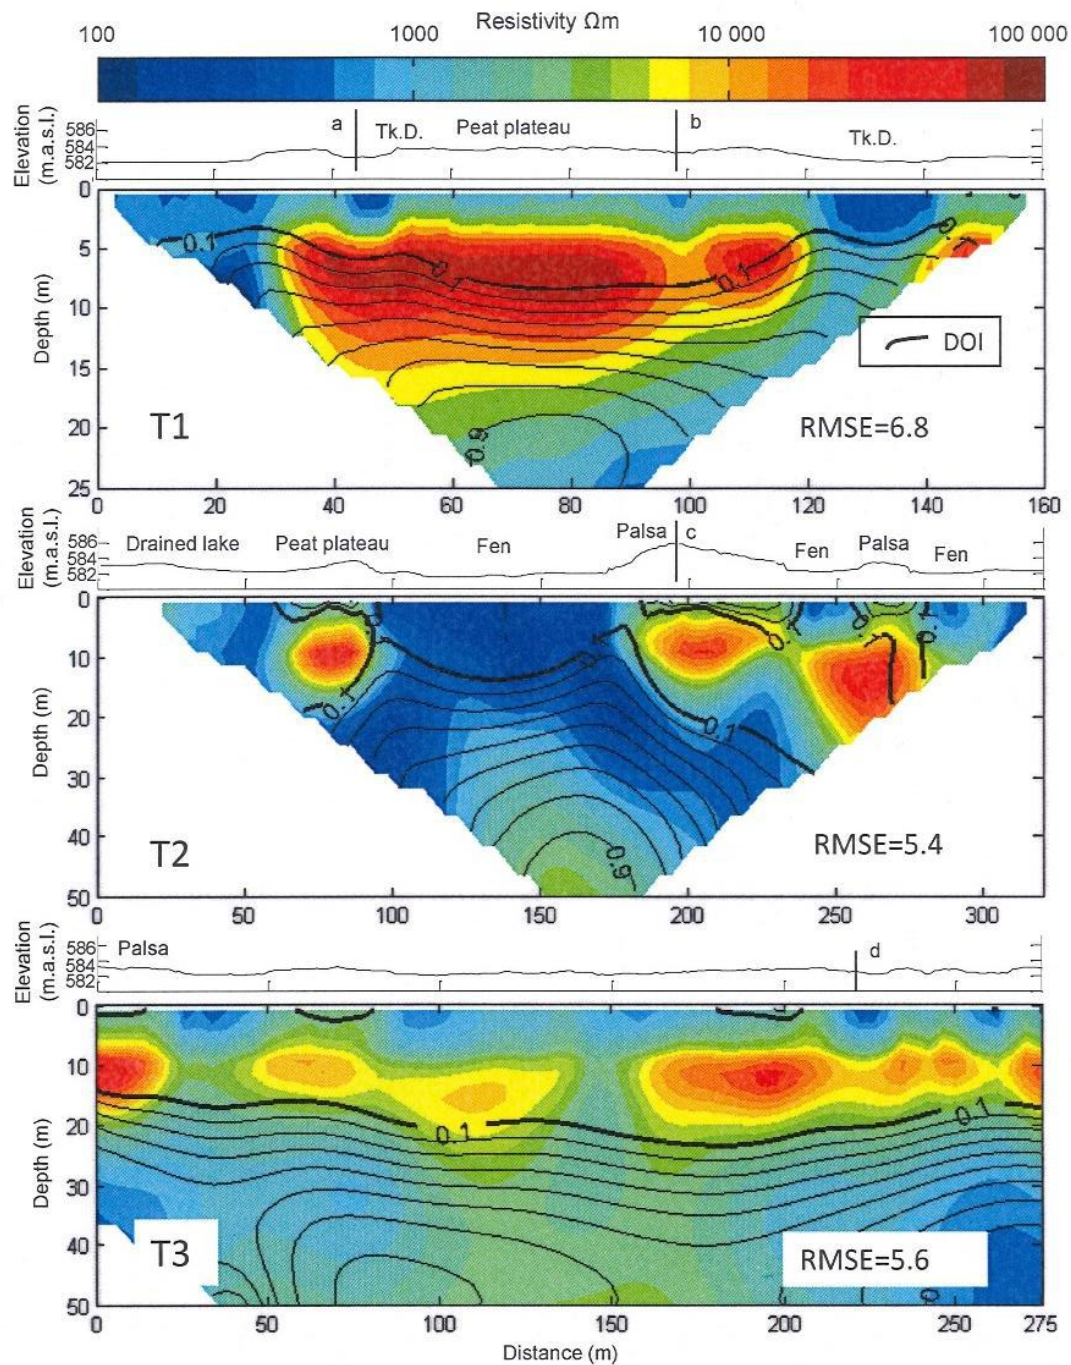 Resistivity Ωm
100 1000 10 000 100 000
Elevation (m.a.s.l.)
586
584
582
a Tk.D. Peat plateau b Tk.D.
Depth (m)
0
5
10
15
20
25
0.1 0.1 0.1
0.9
DOI
T1
RMSE=6.8
0 20 40 60 80 100 120 140 160
Elevation (m.a.s.l.)
586
584
582
Drained lake Peat plateau Fen Palsa c Fen Palsa Fen
Depth (m)
0
10
20
30
40
50
0.1 0.1 0.1 0.1
0.9
T2
RMSE=5.4
0 50 100 150 200 250 300
Elevation (m.a.s.l.)
586
584
582
Palsa d
Depth (m)
0
10
20
30
40
50
0.1 0.1
T3
RMSE=5.6
0 50 100 150 200 250 275
Distance (m)